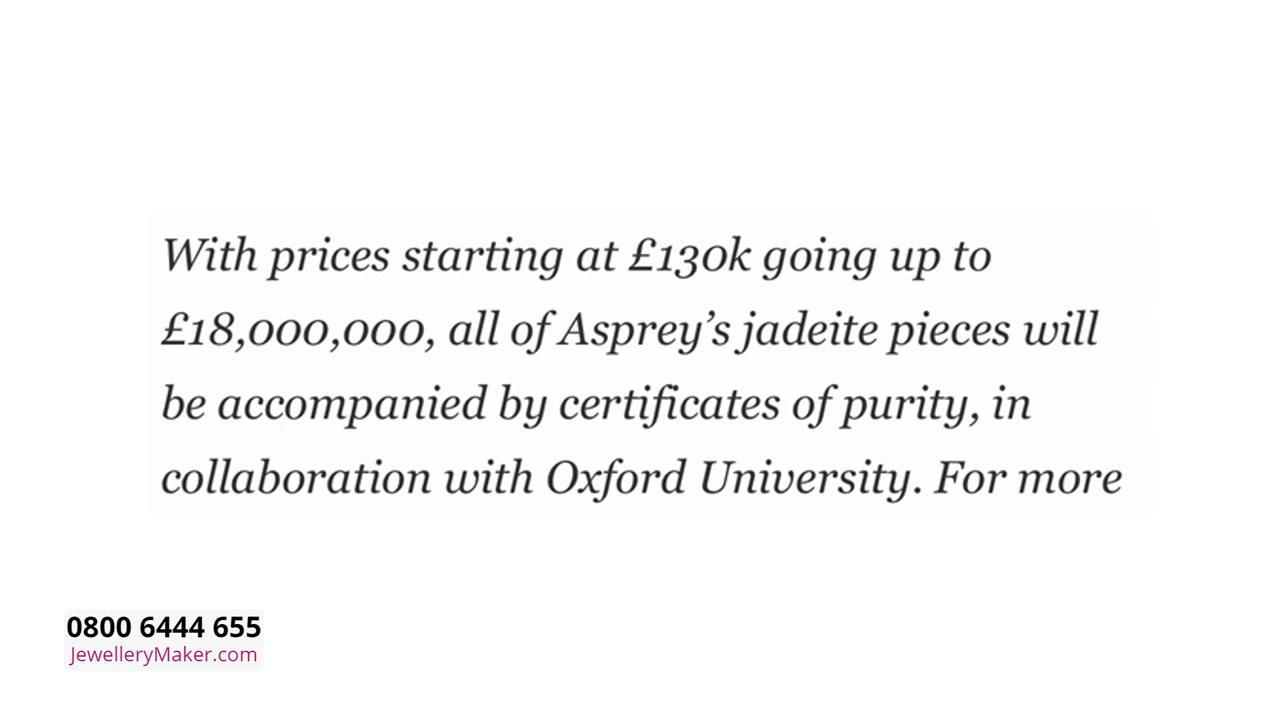 With prices starting at £130k going up to
£18,000,000, all of Asprey’s jadeite pieces will
be accompanied by certificates of purity, in
collaboration with Oxford University. For more
0800 6444 655
JewelleryMaker.com